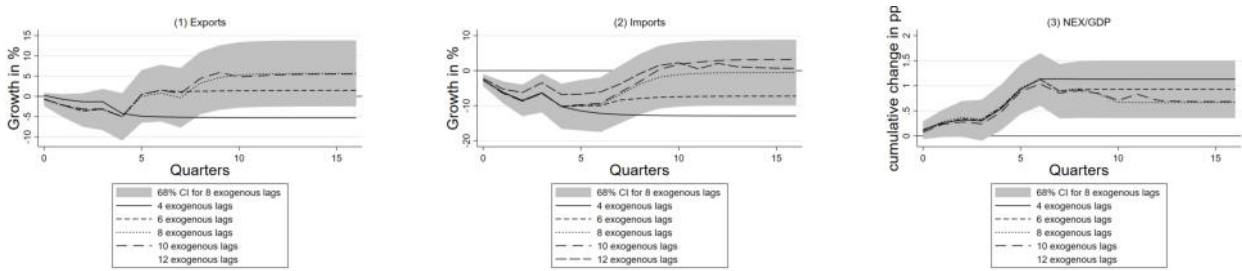 (1) Exports
Growth in %
15
10
5
0
-5
-10
0
5
10
15
Quarters
68% CI for 8 exogenous lags
4 exogenous lags
6 exogenous lags
8 exogenous lags
10 exogenous lags
12 exogenous lags
(2) Imports
Growth in %
10
0
-10
-20
0
5
10
15
Quarters
68% CI for 8 exogenous lags
4 exogenous lags
6 exogenous lags
8 exogenous lags
10 exogenous lags
12 exogenous lags
(3) NEX/GDP
cumulative change in pp
2
1.5
1
.5
0
0
5
10
15
Quarters
68% CI for 8 exogenous lags
4 exogenous lags
6 exogenous lags
8 exogenous lags
10 exogenous lags
12 exogenous lags